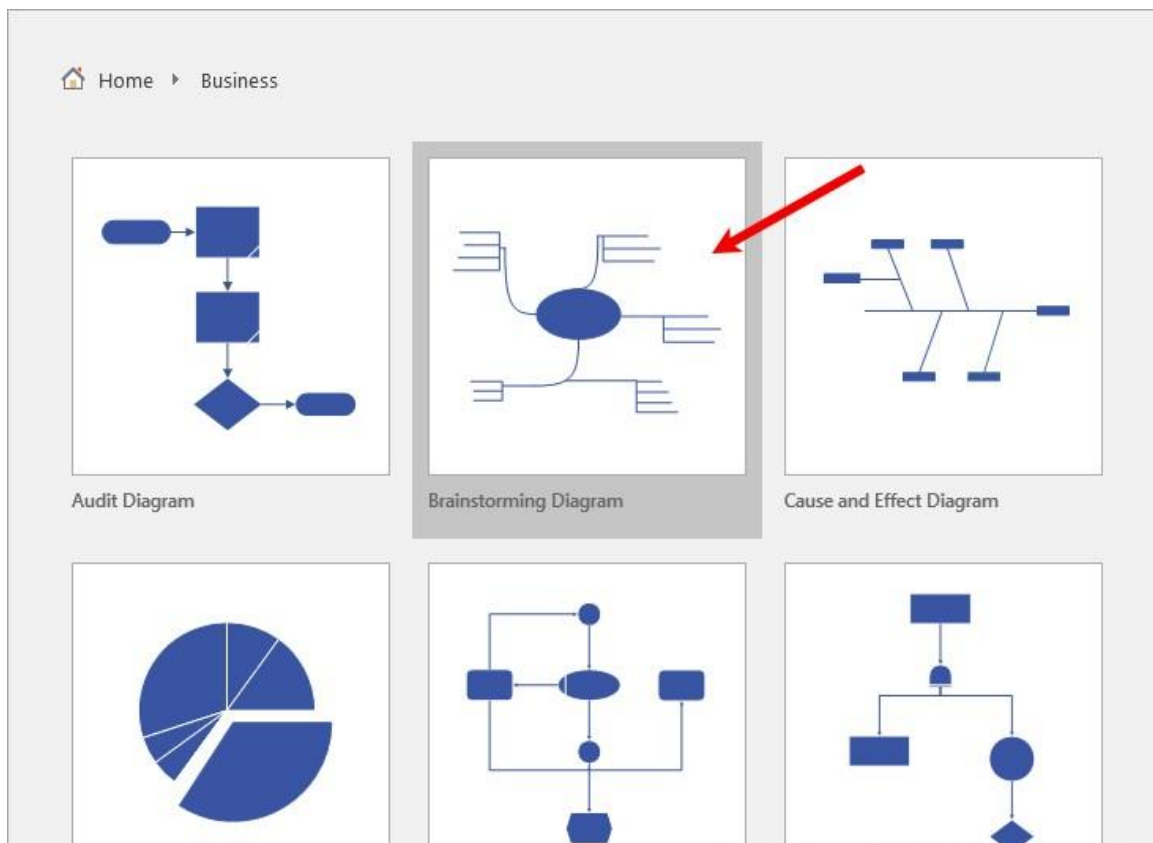 Home Business
Audit Diagram
Brainstorming Diagram
Cause and Effect Diagram